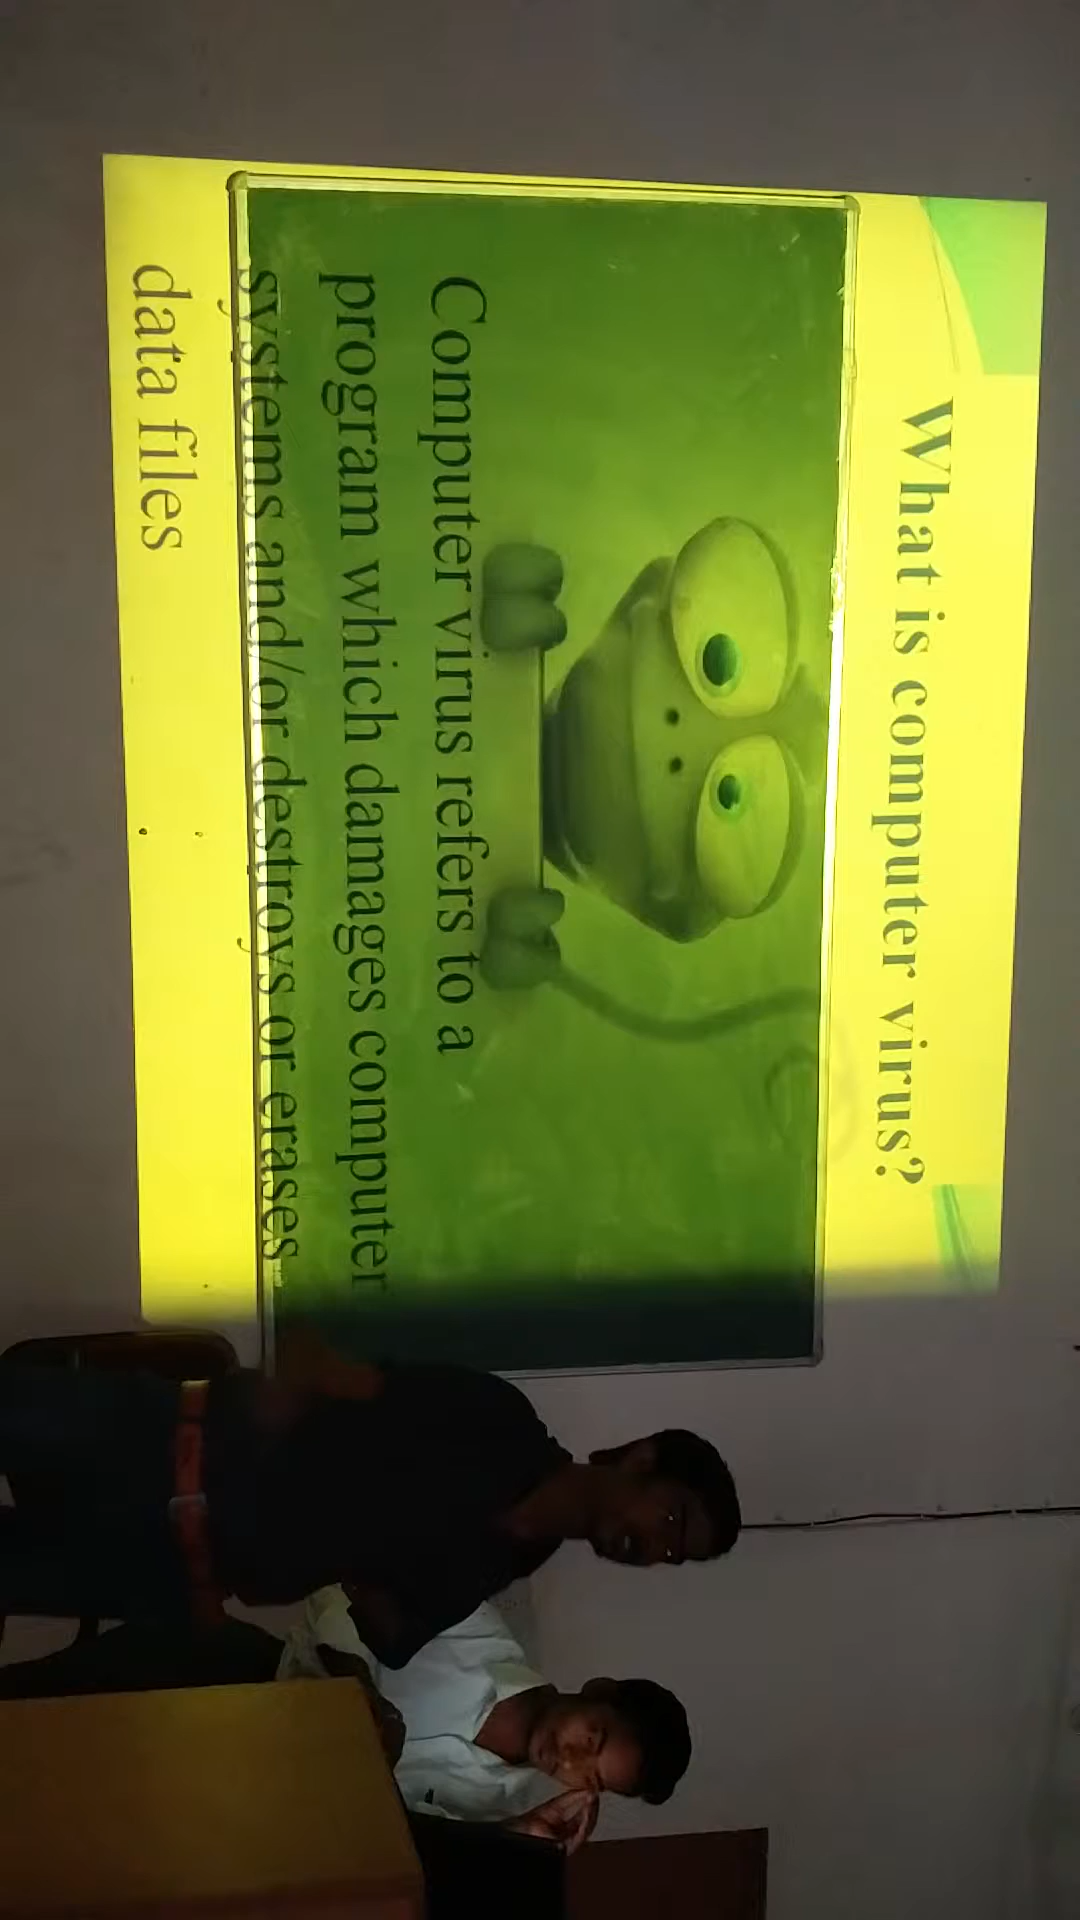 What is computer virus?
Computer virus refers to a
program which damages computer
systems and/or destroys or erases
data files